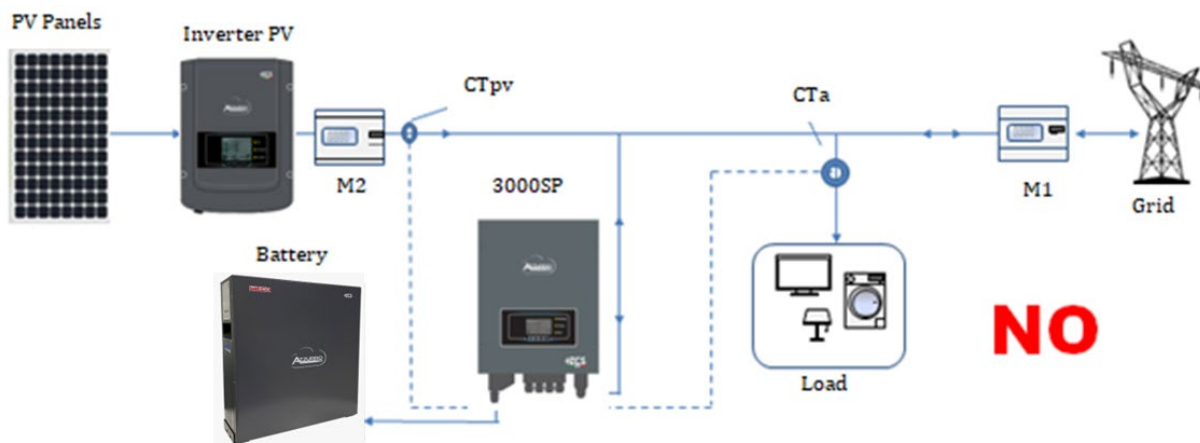 PV Panels
Inverter PV
CTpv
CTa
M2
3000SP
M1
Grid
Battery
NO
Load